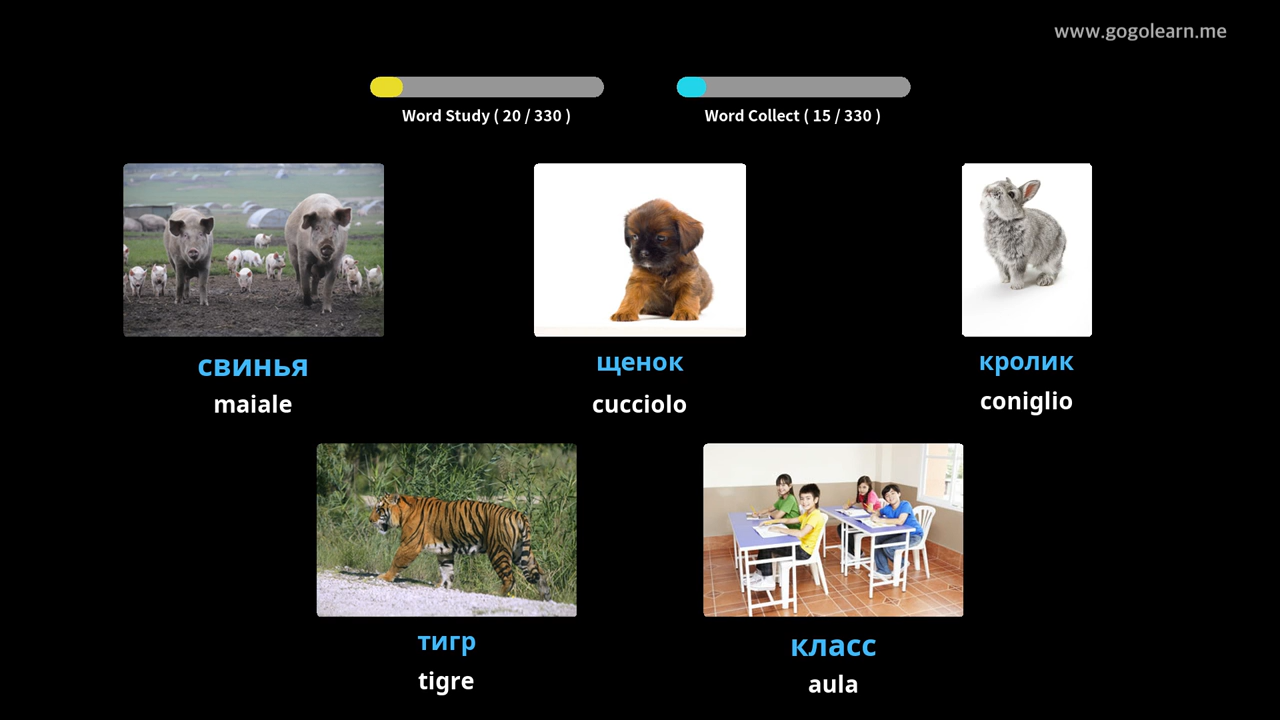 www.gogolearn.me
Word Study ( 20 / 330 )
Word Collect ( 15 / 330 )
свинья
maiale
щенок
cucciolo
кролик
coniglio
тигр
tigre
класс
aula